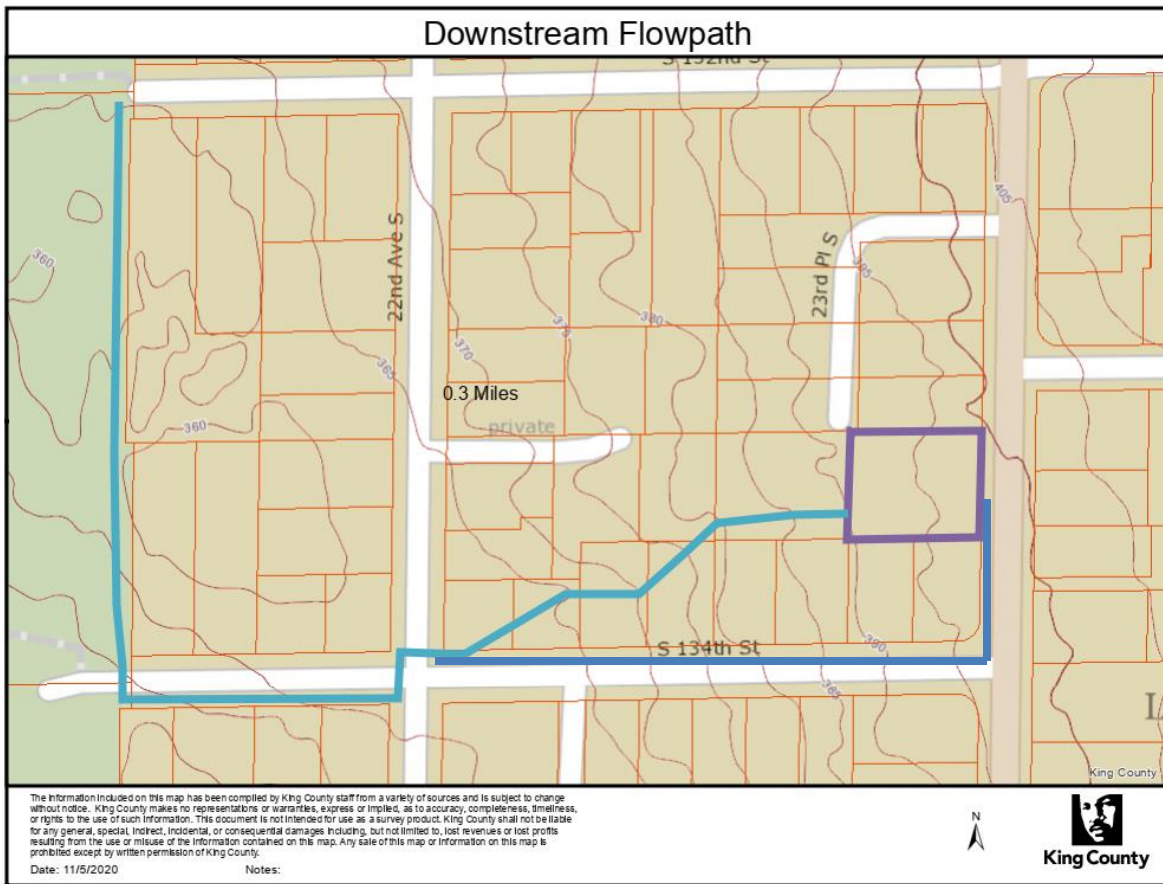 Downstream Flowpath
S 132nd St
405
22nd Ave S
23rd Pl S
360
395
375
380
370
365
0.3 Miles
private
360
S 134th St
390
385
King County
The information included on this map has been compiled by King County staff from a variety of sources and is subject to change
without notice. King County makes no representations or warranties, express or implied, as to accuracy, completeness, timeliness,
or rights to the use of such information. This document is not intended for use as a survey product. King County shall not be liable
for any general, special, indirect, incidental, or consequential damages including, but not limited to, lost revenues or lost profits
resulting from the use or misuse of the information contained on this map. Any sale of this map or information on this map is
prohibited except by written permission of King County.
Date: 11/5/2020 Notes:
N
King County